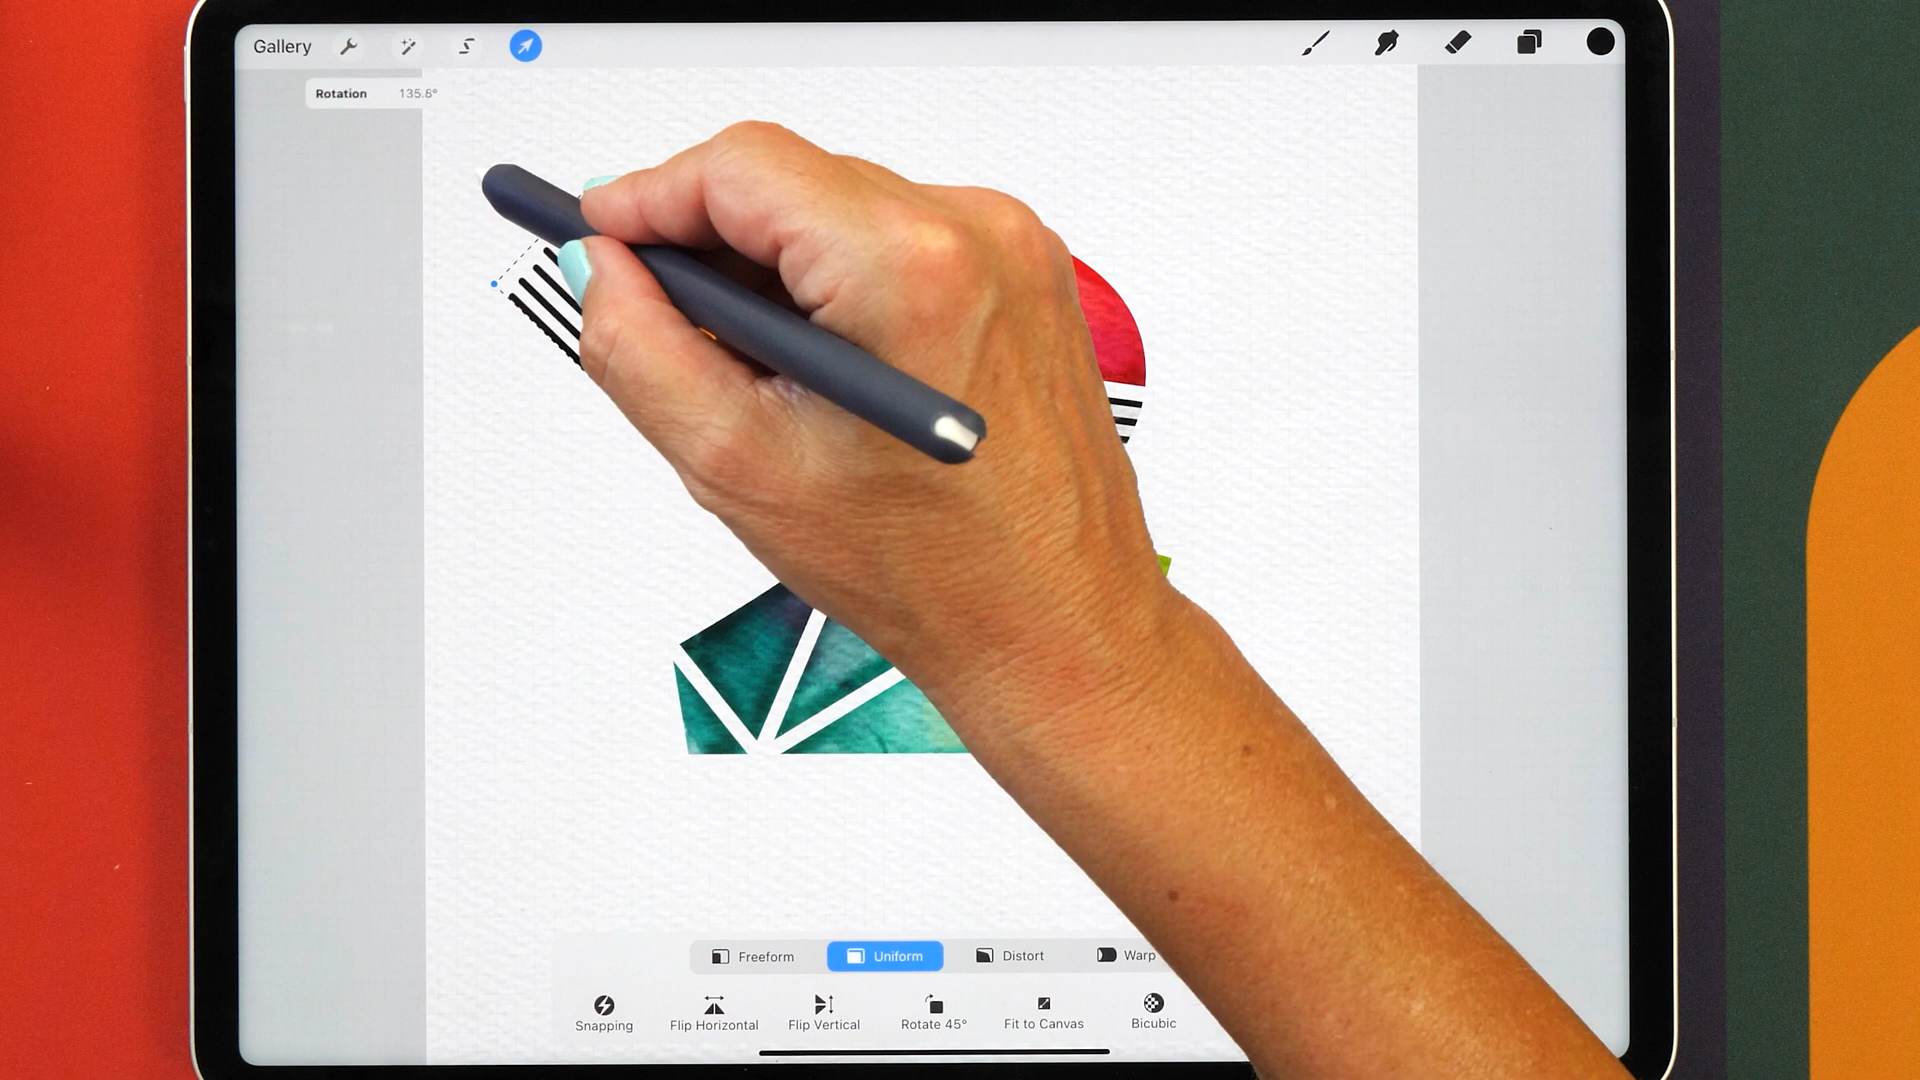 Gallery
Rotation 135.6°
Freeform Uniform Distort Warp
Snapping Flip Horizontal Flip Vertical Rotate 45° Fit to Canvas Bicubic